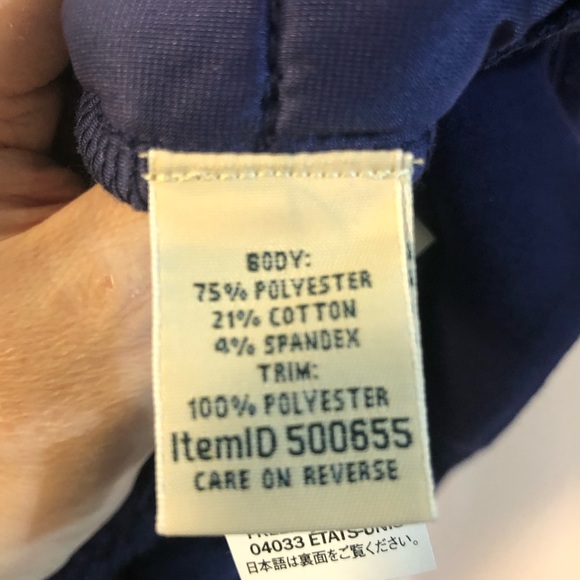 BODY:
75% POLYESTER
21% COTTON
4% SPANDEX
TRIM:
100% POLYESTER
ItemID 500655
CARE ON REVERSE
04033 ETATS-UNIS
日本語は裏面をご覧ください。